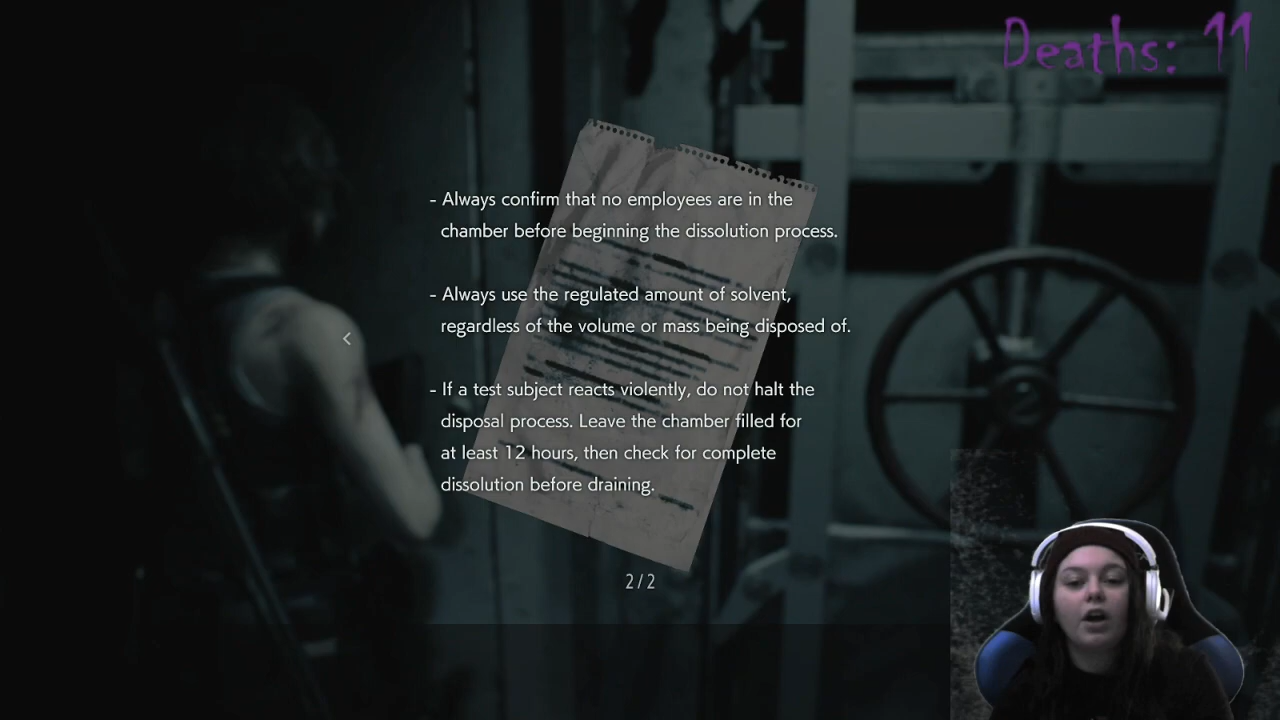 Deaths: 11
- Always confirm that no employees are in the
chamber before beginning the dissolution process.
- Always use the regulated amount of solvent,
regardless of the volume or mass being disposed of.
- If a test subject reacts violently, do not halt the
disposal process. Leave the chamber filled for
at least 12 hours, then check for complete
dissolution before draining.
2/2